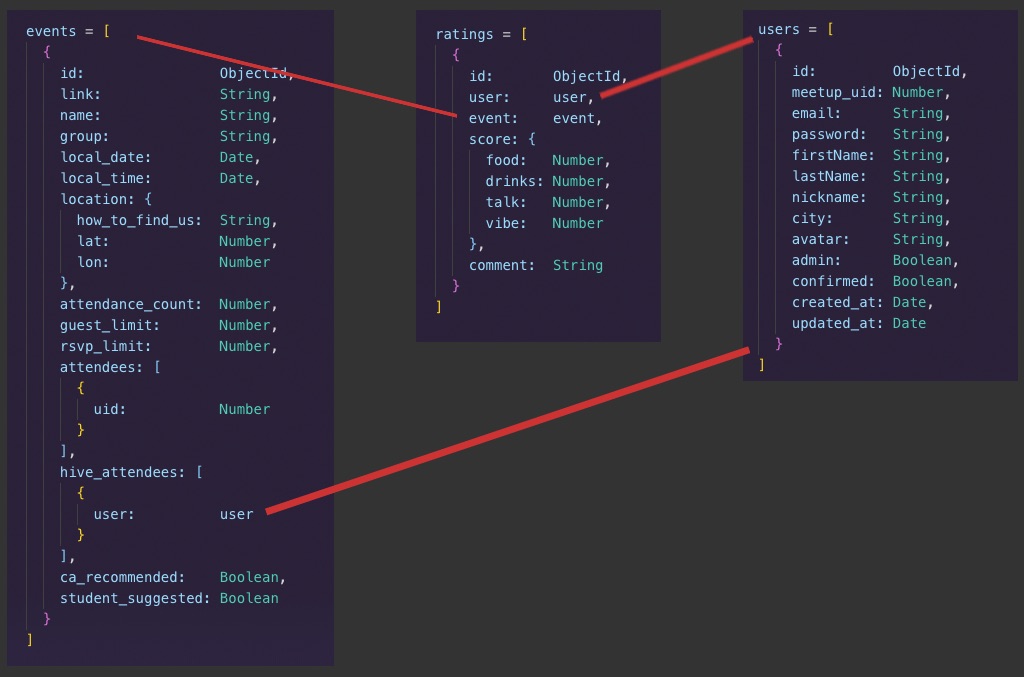 events = [
{
id: ObjectId,
link: String,
name: String,
group: String,
local_date: Date,
local_time: Date,
location: {
how_to_find_us: String,
lat: Number,
lon: Number
},
attendance_count: Number,
guest_limit: Number,
rsvp_limit: Number,
attendees: [
{
uid: Number
}
],
hive_attendees: [
{
user: user
}
],
ca_recommended: Boolean,
student_suggested: Boolean
}
]
ratings = [
{
id: ObjectId,
user: user,
event: event,
score: {
food: Number,
drinks: Number,
talk: Number,
vibe: Number
},
comment: String
}
]
users = [
{
id: ObjectId,
meetup_uid: Number,
email: String,
password: String,
firstName: String,
lastName: String,
nickname: String,
city: String,
avatar: String,
admin: Boolean,
confirmed: Boolean,
created_at: Date,
updated_at: Date
}
]